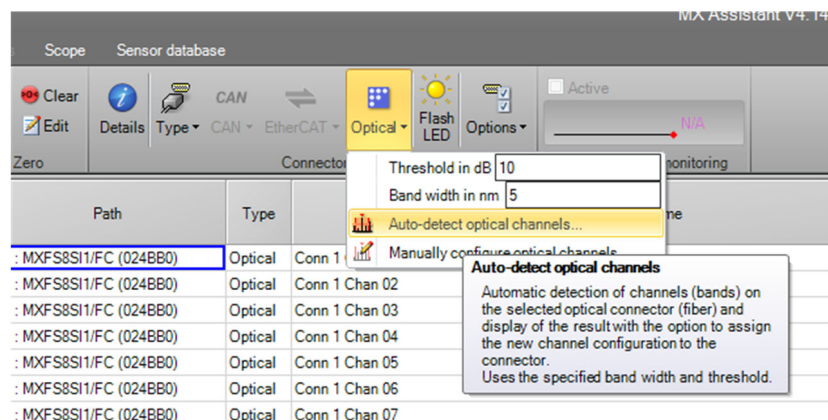 MX Assistant V4.14
Scope Sensor database
Clear
Edit
Details
Type
CAN
CAN
EtherCAT
Optical
Flash
LED
Options
Active
N/A
Zero
Connector
monitoring
Threshold in dB 10
Band width in nm 5
Auto-detect optical channels...
Manually configure optical channels
Path Type me
: MXFS8SI1/FC (024BB0) Optical Conn 1
: MXFS8SI1/FC (024BB0) Optical Conn 1 Chan 02
: MXFS8SI1/FC (024BB0) Optical Conn 1 Chan 03
: MXFS8SI1/FC (024BB0) Optical Conn 1 Chan 04
: MXFS8SI1/FC (024BB0) Optical Conn 1 Chan 05
: MXFS8SI1/FC (024BB0) Optical Conn 1 Chan 06
: MXFS8SI1/FC (024BB0) Optical Conn 1 Chan 07
Auto-detect optical channels
Automatic detection of channels (bands) on
the selected optical connector (fiber) and
display of the result with the option to assign
the new channel configuration to the
connector.
Uses the specified band width and threshold.